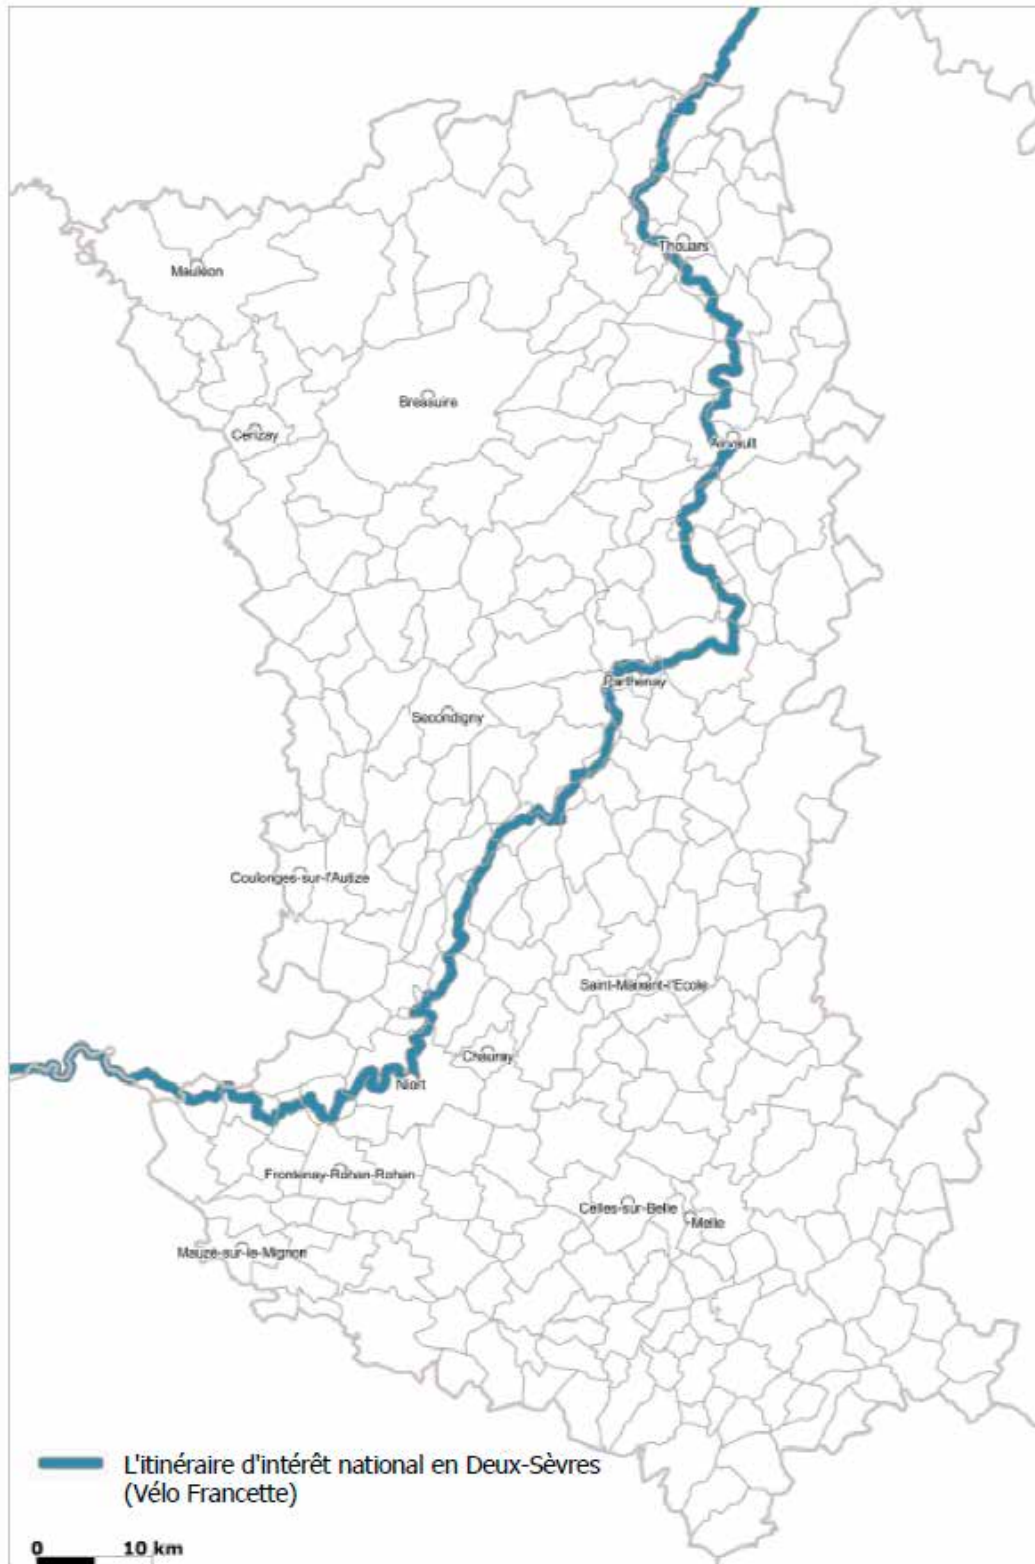 Thouars
Mauléon
Bressuire
Cerizay
Airvault
Parthenay
Secondigny
Coulonges-sur-l'Autize
Saint-Maixent-l'Ecole
Chauray
Niort
Frontenay-Rohan-Rohan
Celles-sur-Belle
Melle
Mauzé-sur-le-Mignon
L'itinéraire d'intérêt national en Deux-Sèvres
(Vélo Francette)
0 10 km